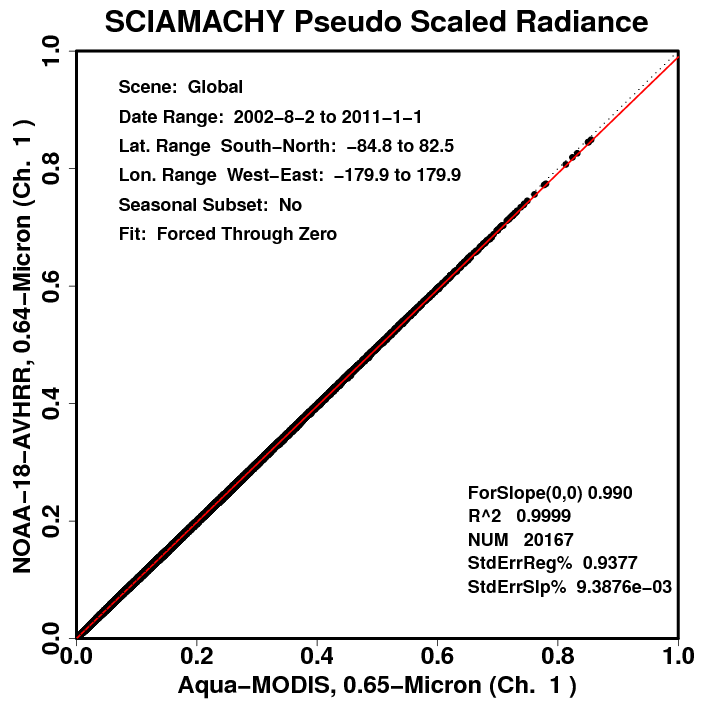 SCIAMACHY Pseudo Scaled Radiance
Scene:  Global
Date Range:  2002−8−2 to 2011−1−1
Lat. Range  South−North:  −84.8 to 82.5
Lon. Range  West−East:  −179.9 to 179.9
Seasonal Subset:  No
Fit:  Forced Through Zero
NOAA−18−AVHRR, 0.64−Micron (Ch.  1 )
1.0
0.8
0.6
0.4
0.2
0.0
ForSlope(0,0) 0.990
R^2   0.9999
NUM   20167
StdErrReg%  0.9377
StdErrSlp%  9.3876e−03
0.0 0.2 0.4 0.6 0.8 1.0
Aqua−MODIS, 0.65−Micron (Ch.  1 )